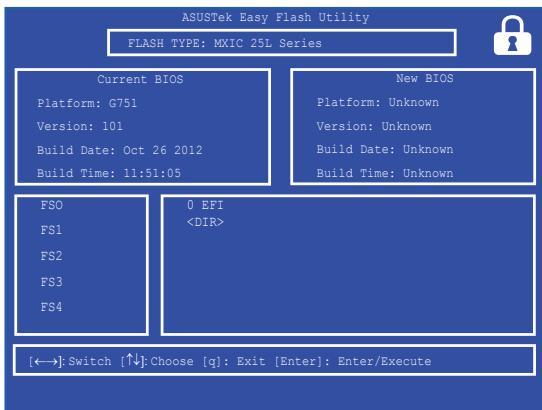 ASUSTek Easy Flash Utility
FLASH TYPE: MXIC 25L Series
Current BIOS
Platform: G751
Version: 101
Build Date: Oct 26 2012
Build Time: 11:51:05
New BIOS
Platform: Unknown
Version: Unknown
Build Date: Unknown
Build Time: Unknown
FSO
FS1
FS2
FS3
FS4
0 EFI
<DIR>
[←→]: Switch [↑↓]: Choose [q]: Exit [Enter]: Enter/Execute